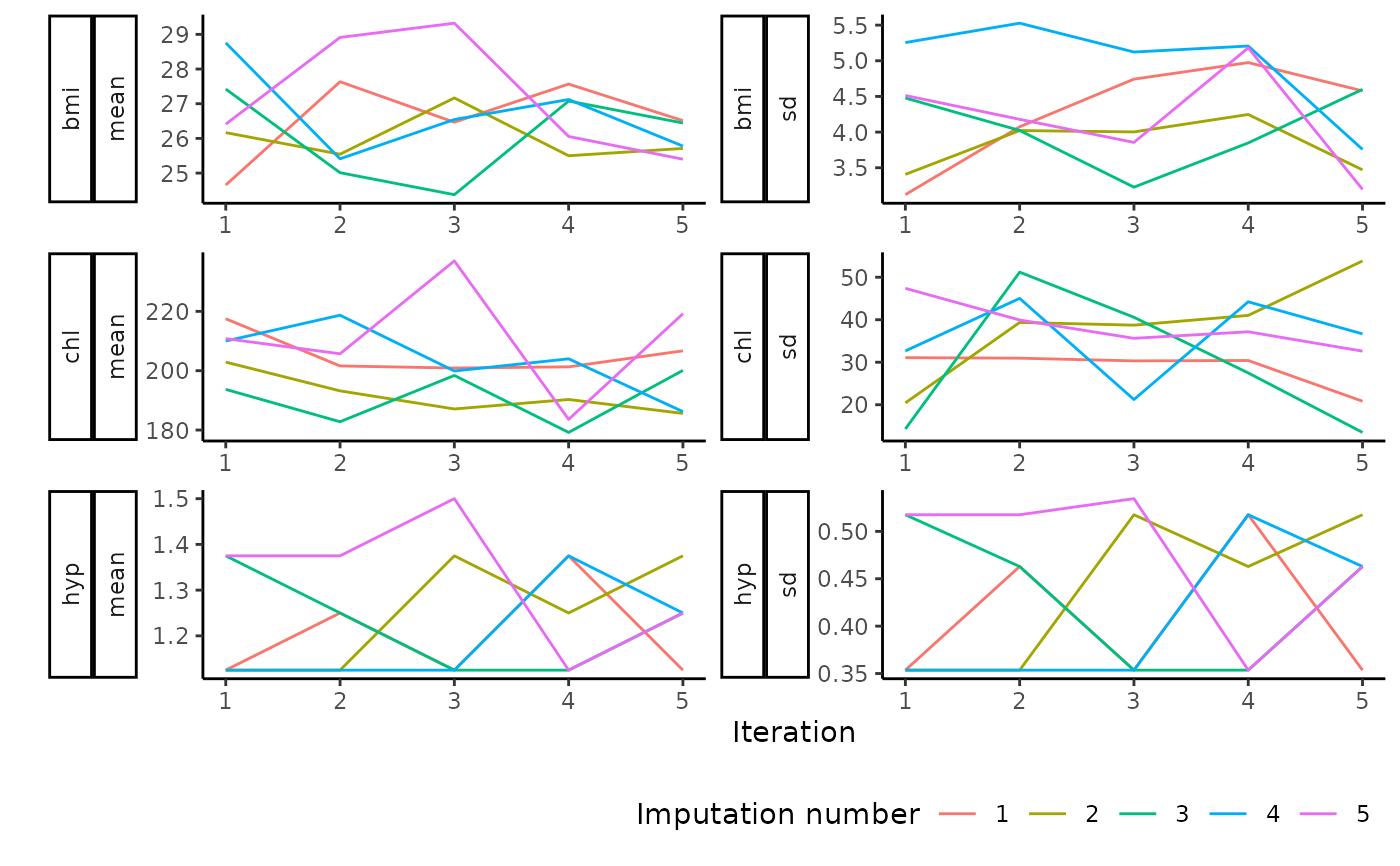 bmi mean
29
28
27
26
25
1 2 3 4 5
bmi sd
5.5
5.0
4.5
4.0
3.5
1 2 3 4 5
chl mean
220
200
180
1 2 3 4 5
chl sd
50
40
30
20
1 2 3 4 5
hyp mean
1.5
1.4
1.3
1.2
1 2 3 4 5
hyp sd
0.50
0.45
0.40
0.35
1 2 3 4 5
Iteration
Imputation number 1 2 3 4 5